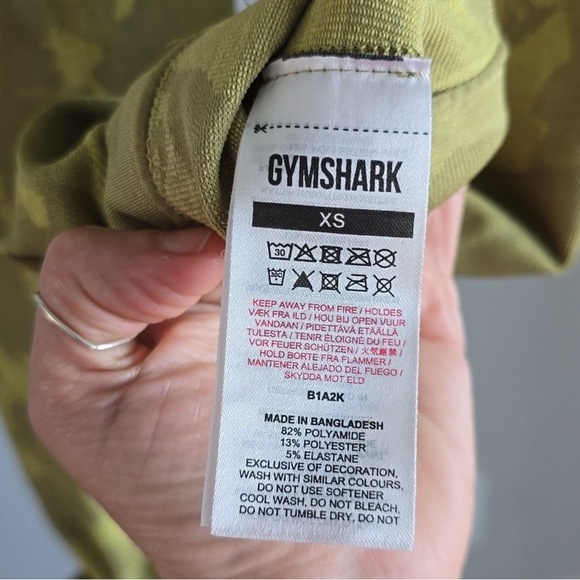 GYMSHARK
XS
30
KEEP AWAY FROM FIRE / HOLDES
VÆK FRA ILD / HOU BIJ OPEN VUUR
VANDAAN / PIDETTÄVÄ ETÄÄLLÄ
TULESTA / TENIR ÉLOIGNÉ DU FEU /
VOR FEUER SCHÜTZEN / 火気厳禁 /
HOLD BORTE FRA FLAMMER /
MANTENER ALEJADO DEL FUEGO /
SKYDDA MOT ELD
B1A2K
MADE IN BANGLADESH
82% POLYAMIDE
13% POLYESTER
5% ELASTANE
EXCLUSIVE OF DECORATION,
WASH WITH SIMILAR COLOURS,
DO NOT USE SOFTENER
COOL WASH, DO NOT BLEACH,
DO NOT TUMBLE DRY, DO NOT